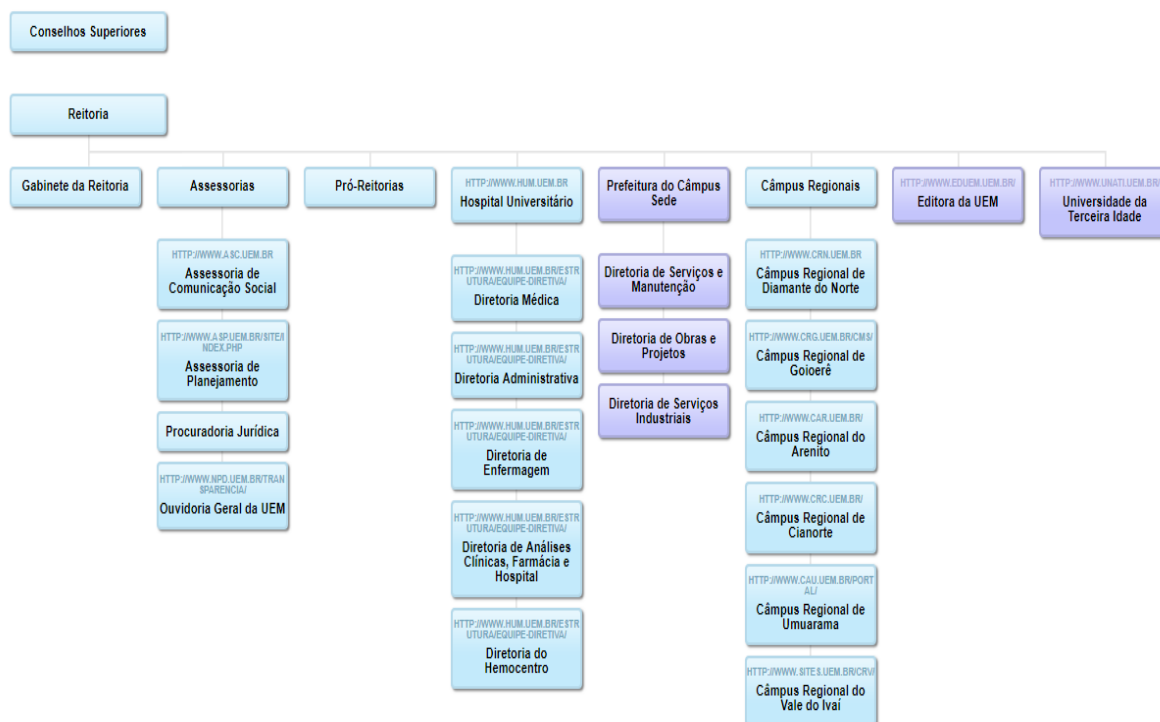 Conselhos Superiores
Reitoria
Gabinete da Reitoria
Assessorias
HTTP://WWW.ASC.UEM.BR
Assessoria de
Comunicação Social
HTTP://WWW.ASP.UEM.BR/SITE/I
NDEX.PHP
Assessoria de
Planejamento
Procuradoria Jurídica
HTTP://WWW.NPD.UEM.BR/TRAN
SPARENCIA/
Ouvidoria Geral da UEM
Pró-Reitorias
HTTP://WWW.HUM.UEM.BR
Hospital Universitário
HTTP://WWW.HUM.UEM.BR/ESTR
UTURA/EQUIPE-DIRETIVA/
Diretoria Médica
HTTP://WWW.HUM.UEM.BR/ESTR
UTURA/EQUIPE-DIRETIVA/
Diretoria Administrativa
HTTP://WWW.HUM.UEM.BR/ESTR
UTURA/EQUIPE-DIRETIVA/
Diretoria de
Enfermagem
HTTP://WWW.HUM.UEM.BR/ESTR
UTURA/EQUIPE-DIRETIVA/
Diretoria de Análises
Clínicas, Farmácia e
Hospital
HTTP://WWW.HUM.UEM.BR/ESTR
UTURA/EQUIPE-DIRETIVA/
Diretoria do
Hemocentro
Prefeitura do Câmpus
Sede
Diretoria de Serviços e
Manutenção
Diretoria de Obras e
Projetos
Diretoria de Serviços
Industriais
Câmpus Regionais
HTTP://WWW.CRN.UEM.BR
Câmpus Regional de
Diamante do Norte
HTTP://WWW.CRG.UEM.BR/CMS/
Câmpus Regional de
Goioerê
HTTP://WWW.CAR.UEM.BR/
Câmpus Regional do
Arenito
HTTP://WWW.CRC.UEM.BR/
Câmpus Regional de
Cianorte
HTTP://WWW.CAU.UEM.BR/PORT
AL/
Câmpus Regional de
Umuarama
HTTP://WWW.SITES.UEM.BR/CRV/
Câmpus Regional do
Vale do Ivaí
HTTP://WWW.EDUEM.UEM.BR/
Editora da UEM
HTTP://WWW.UNATI.UEM.BR/
Universidade da
Terceira Idade